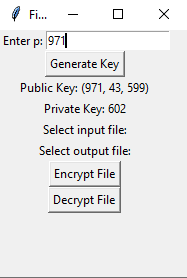 Fi...
Enter p: 971
Generate Key
Public Key: (971, 43, 599)
Private Key: 602
Select input file:
Select output file:
Encrypt File
Decrypt File